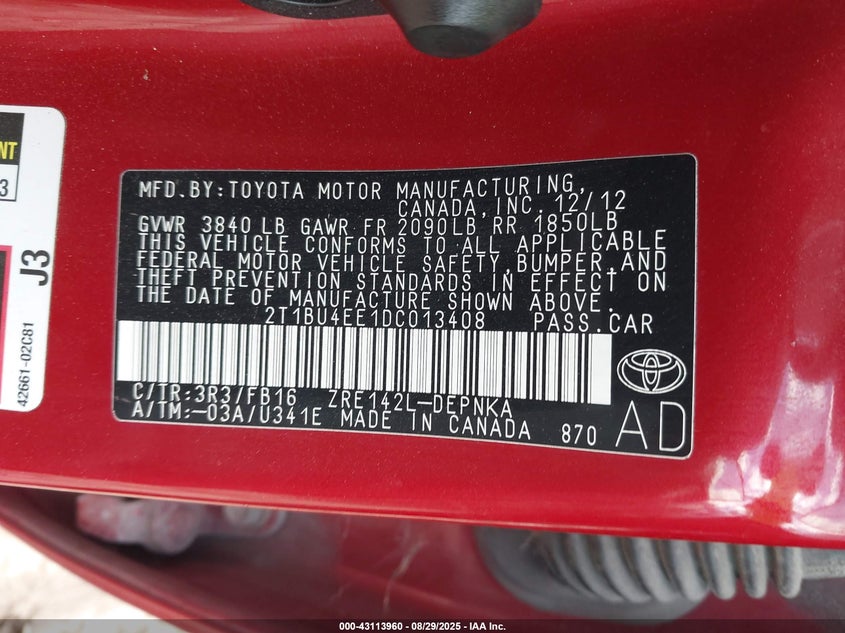 NT
3
J3
42661-02C81
MFD.BY:TOYOTA MOTOR MANUFACTURING,
CANADA,INC. 12/12
GVWR 3840 LB GAWR FR 2090LB RR 1850LB
THIS VEHICLE CONFORMS TO ALL APPLICABLE
FEDERAL MOTOR VEHICLE SAFETY,BUMPER,AND
THEFT PREVENTION STANDARDS IN EFFECT ON
THE DATE OF MANUFACTURE SHOWN ABOVE.
2T1BU4EE1DC013408 PASS.CAR
C/TR:3R3/FB16 ZRE142L-DEPNKA
A/TM:-03A/U341E MADE IN CANADA 870
AD
000-43113960 - 08/29/2025 - IAA Inc.